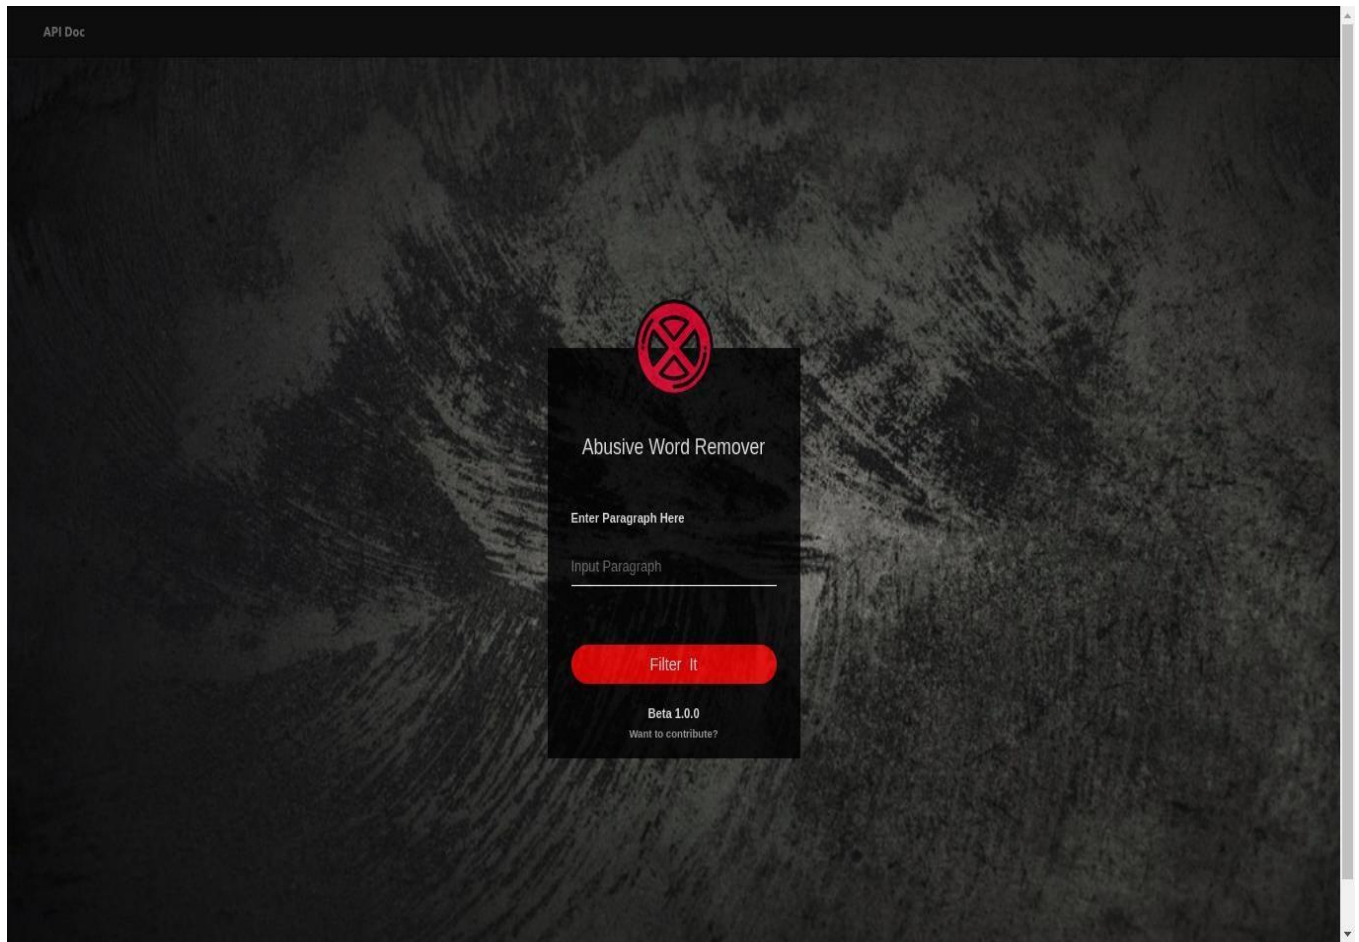 API Doc
Abusive Word Remover
Enter Paragraph Here
Input Paragraph
Filter It
Beta 1.0.0
Want to contribute?